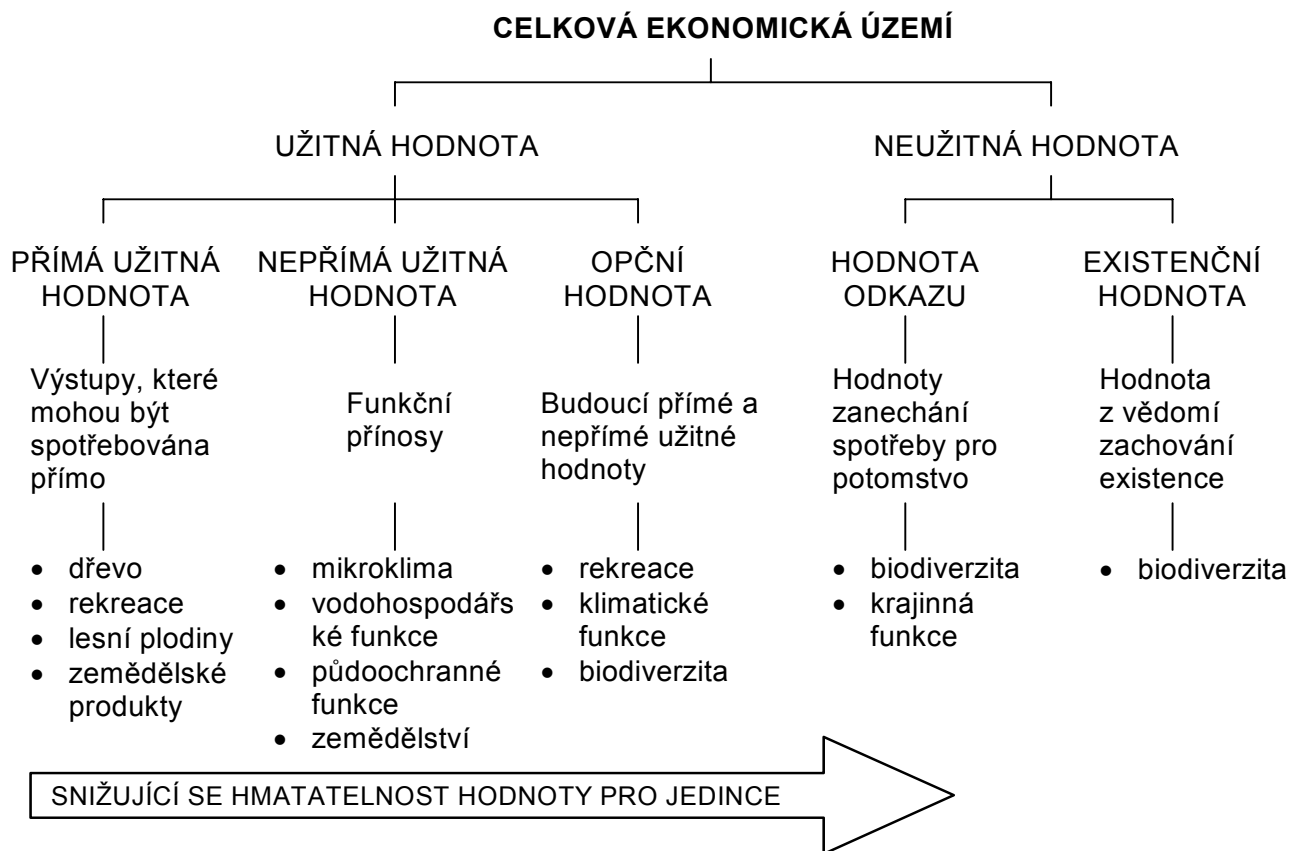 CELKOVÁ EKONOMICKÁ ÚZEMÍ
UŽITNÁ HODNOTA
NEUŽITNÁ HODNOTA
PŘÍMÁ UŽITNÁ
HODNOTA
NEPŘÍMÁ UŽITNÁ
HODNOTA
OPČNÍ
HODNOTA
HODNOTA
ODKAZU
EXISTENČNÍ
HODNOTA
Výstupy, které
mohou být
spotřebována
přímo
Funkční
přínosy
Budoucí přímé a
nepřímé užitné
hodnoty
Hodnoty
zanechání
spotřeby pro
potomstvo
Hodnota
z vědomí
zachování
existence
• dřevo
• rekreace
• lesní plodiny
• zemědělské
produkty
• mikroklima
• vodohospodářs
ké funkce
• půdoochranné
funkce
• zemědělství
• rekreace
• klimatické
funkce
• biodiverzita
• biodiverzita
• krajinná
funkce
• biodiverzita
SNIŽUJÍCÍ SE HMATATELNOST HODNOTY PRO JEDINCE